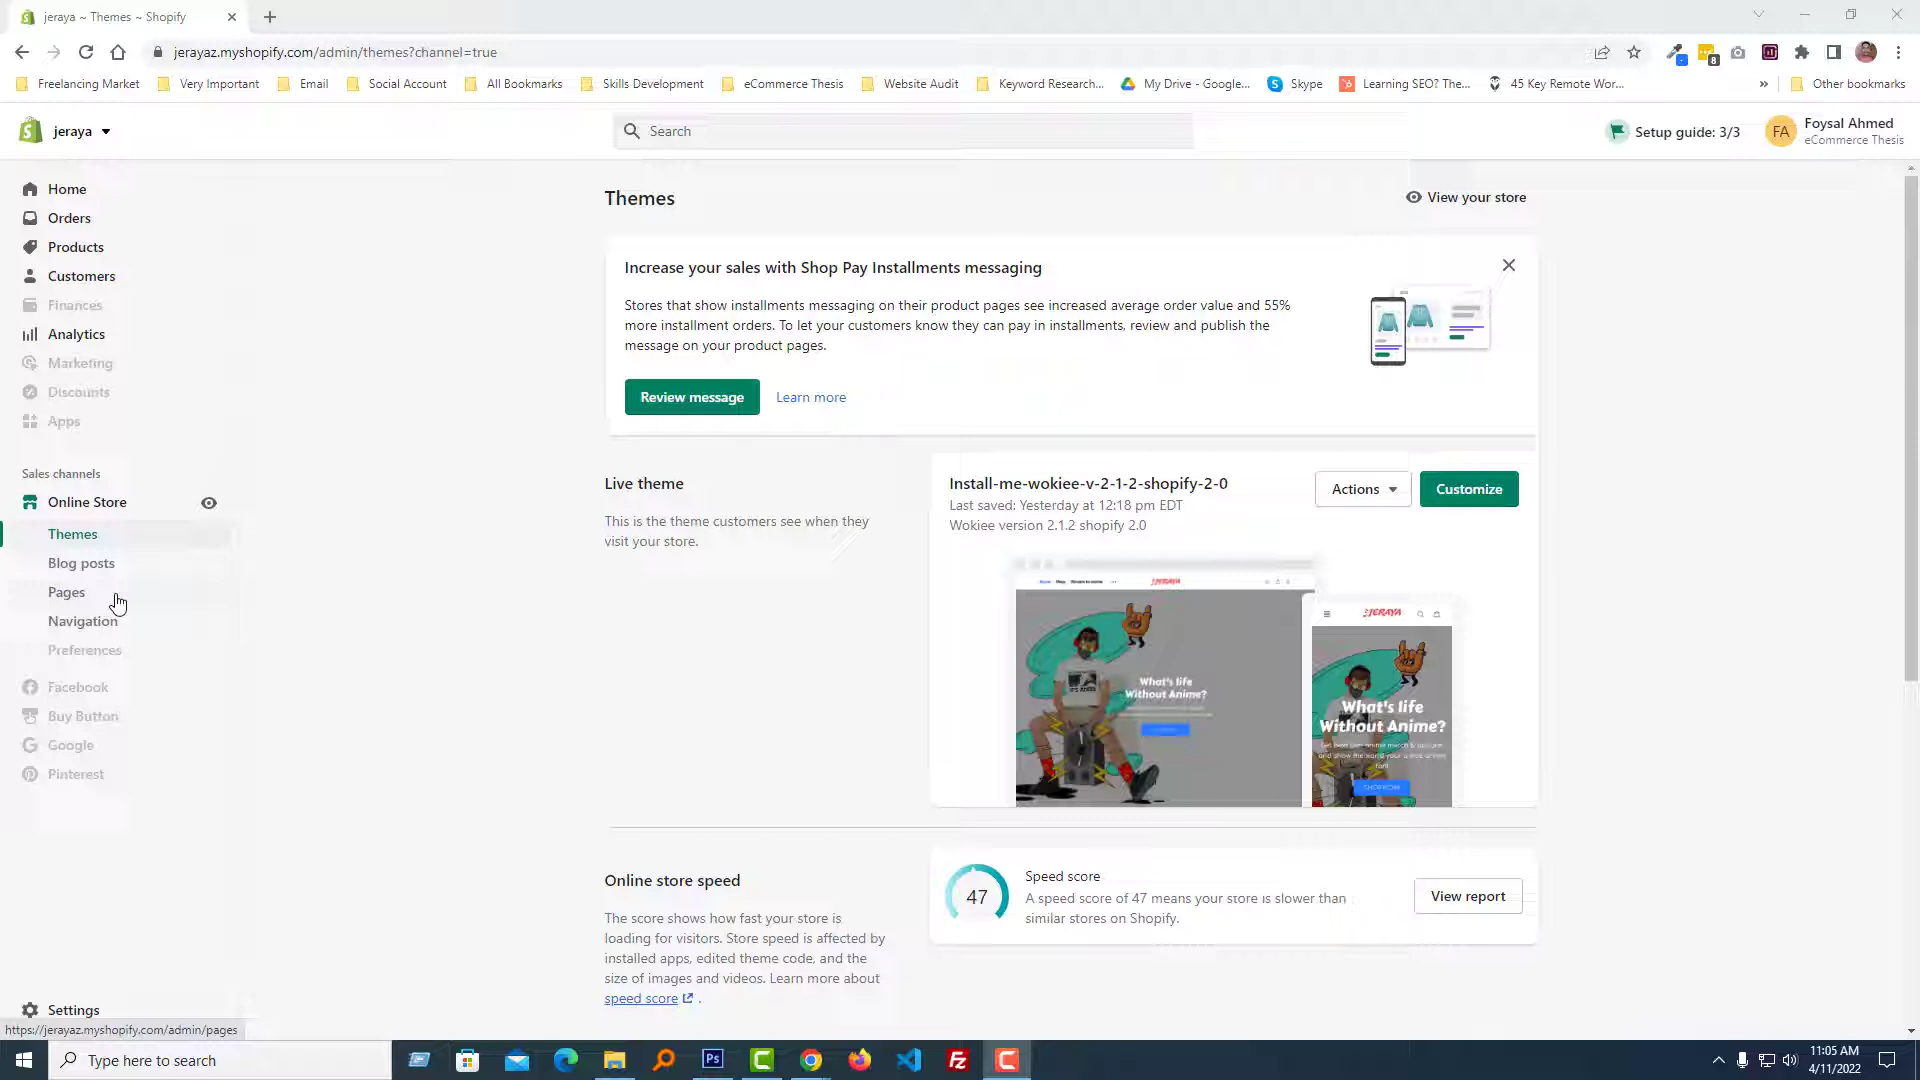 jeraya ~ Themes ~ Shopify
jerayaz.myshopify.com/admin/themes?channel=true
8
Freelancing Market
Very Important
Email
Social Account
All Bookmarks
Skills Development
eCommerce Thesis
Website Audit
Keyword Research...
My Drive - Google...
Skype
Learning SEO? The...
45 Key Remote Wor...
»
Other bookmarks
jeraya
Search
Setup guide: 3/3
FA
Foysal Ahmed
eCommerce Thesis
Home
Orders
Products
Customers
Finances
Analytics
Marketing
Discounts
Apps
Sales channels
Online Store
Themes
Blog posts
Pages
Navigation
Preferences
Facebook
Buy Button
Google
Pinterest
Settings
https://jerayaz.myshopify.com/admin/pages
Themes
View your store
Increase your sales with Shop Pay Installments messaging
Stores that show installments messaging on their product pages see increased average order value and 55%
more installment orders. To let your customers know they can pay in installments, review and publish the
message on your product pages.
Review message
Learn more
Live theme
This is the theme customers see when they
visit your store.
Install-me-wokiee-v-2-1-2-shopify-2-0
Last saved: Yesterday at 12:18 pm EDT
Wokiee version 2.1.2 shopify 2.0
Actions
Customize
JERAYA
What's life
Without Anime?
JERAYA
What's life
Without Anime?
SHOP NOW
Online store speed
The score shows how fast your store is
loading for visitors. Store speed is affected by
installed apps, edited theme code, and the
size of images and videos. Learn more about
speed score .
47
Speed score
A speed score of 47 means your store is slower than
similar stores on Shopify.
View report
Type here to search
Ps
11:05 AM
4/11/2022